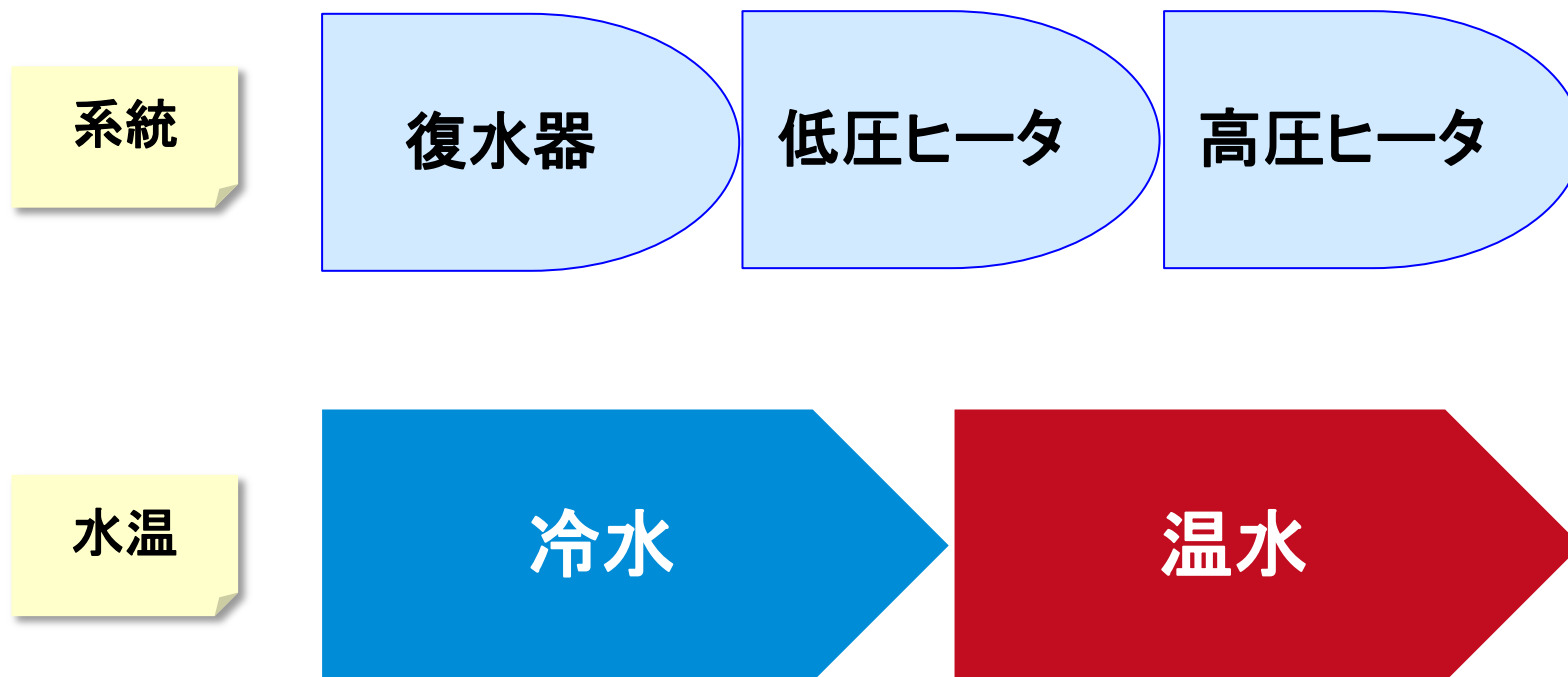 系統
復水器
低圧ヒータ
高圧ヒータ
水温
冷水
温水